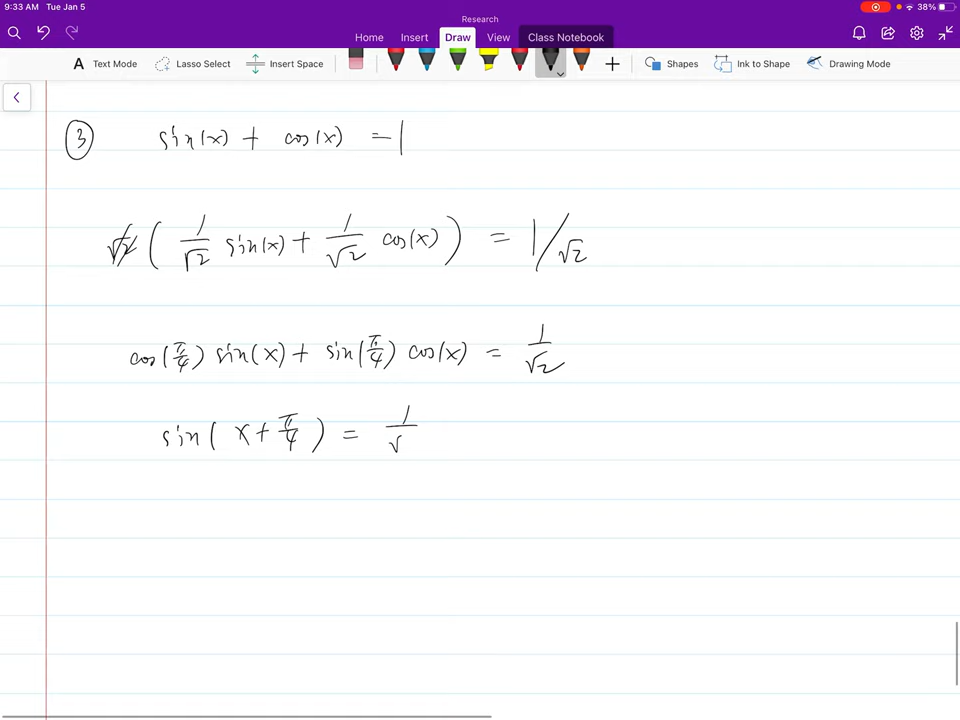 9:33 AM Tue Jan 5 38%
Research
Home Insert Draw View Class Notebook
A Text Mode Lasso Select Insert Space Shapes Ink to Shape Drawing Mode
③ sin(x) + cos(x) = 1
√2 ( 1/√2 sin(x) + 1/√2 cos(x) ) = 1/√2
cos(π/4) sin(x) + sin(π/4) cos(x) = 1/√2
sin( x + π/4 ) = 1/√